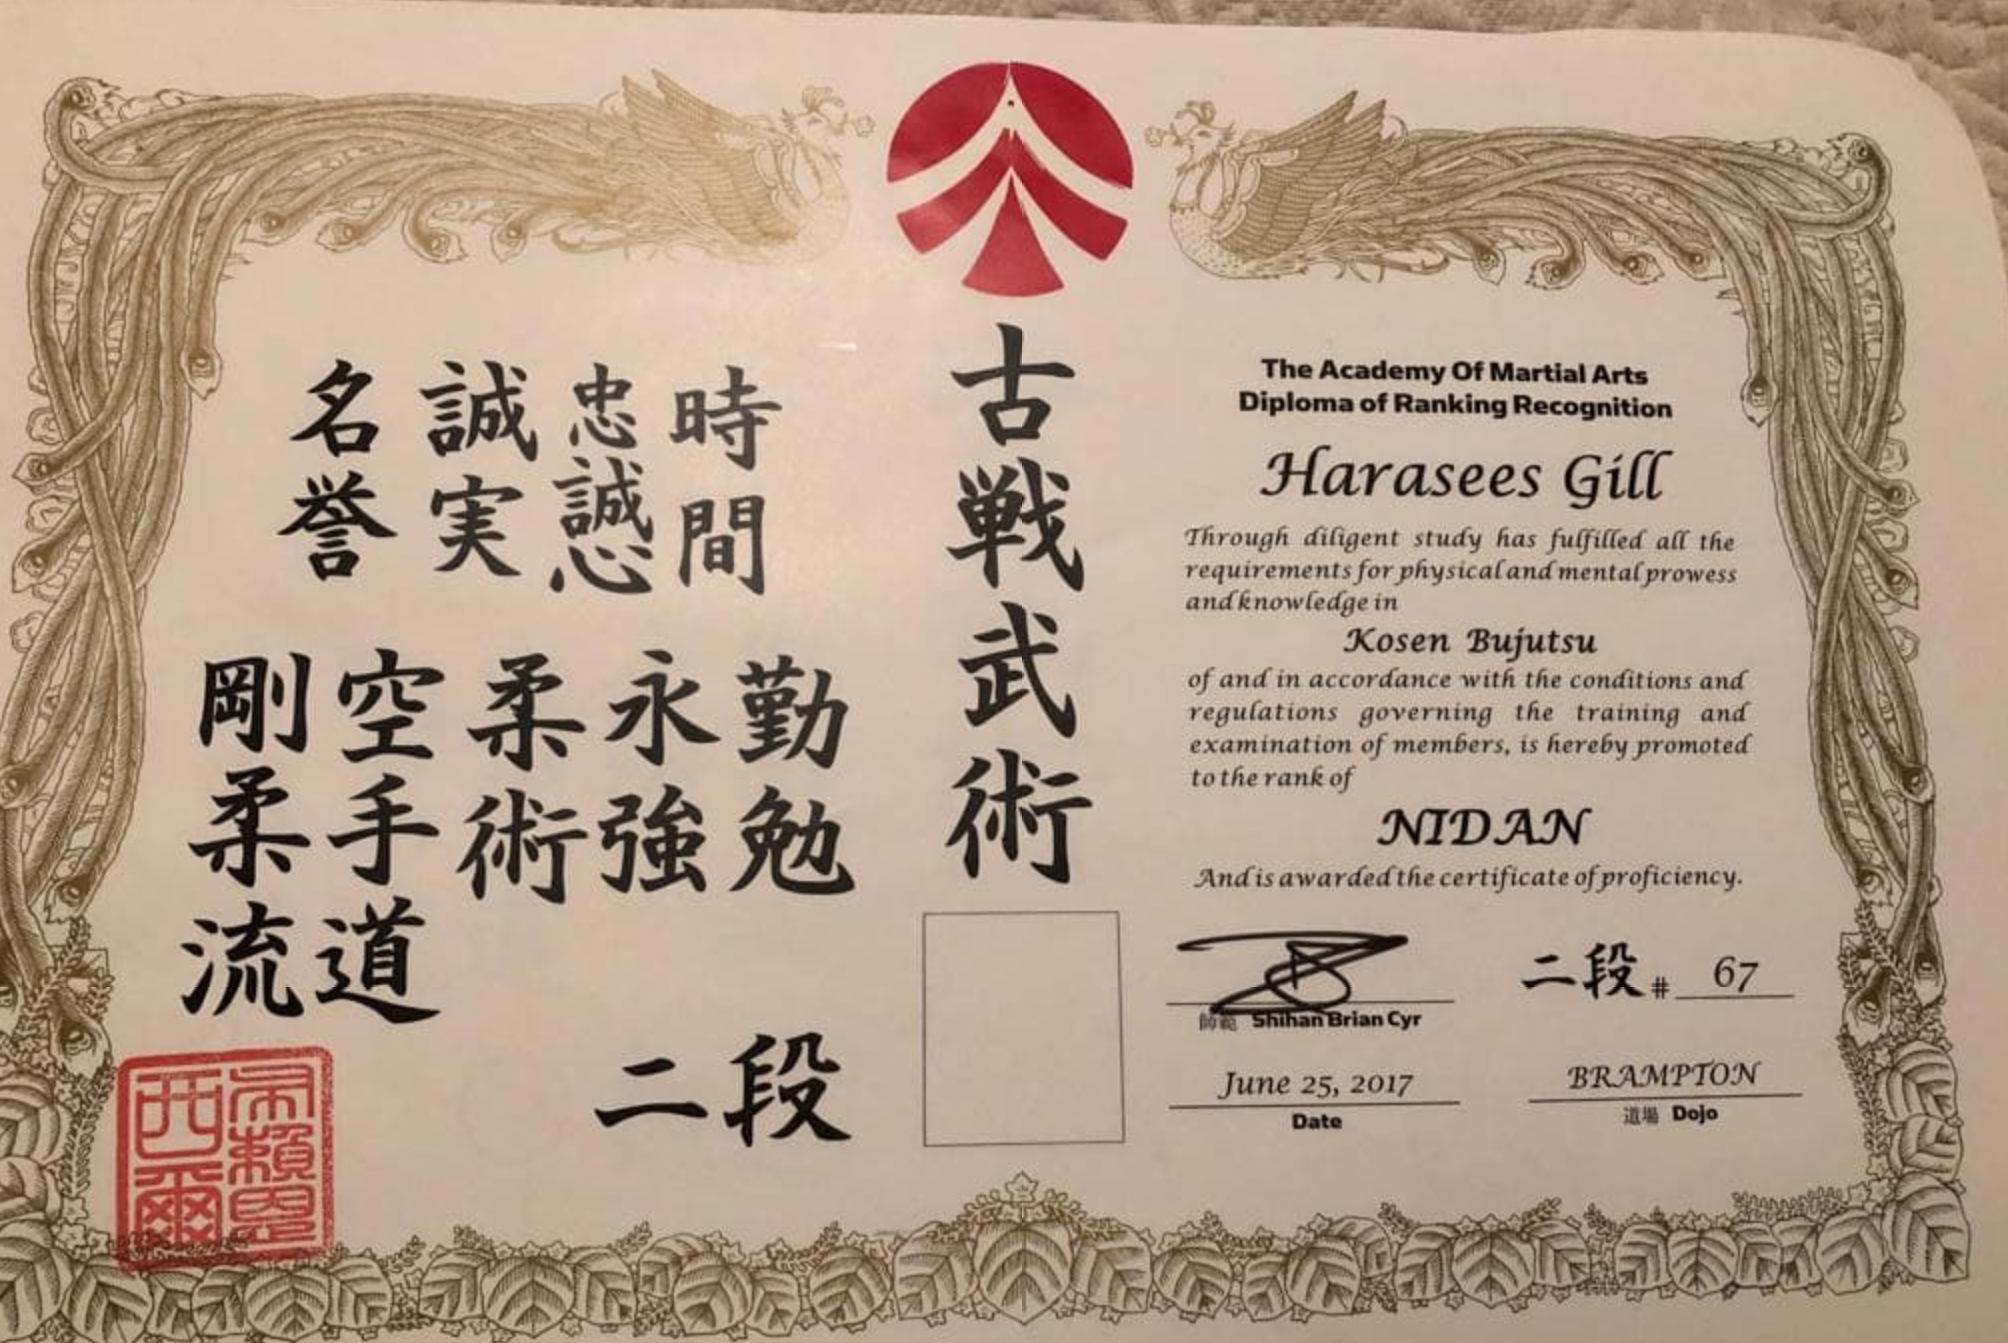 古戦武術
時間
忠誠心
誠実
名誉
勤勉
永強
柔術
空手道
剛柔流
二段
The Academy Of Martial Arts
Diploma of Ranking Recognition
Harasees Gill
Through diligent study has fulfilled all the
requirements for physical and mental prowess
and knowledge in
Kosen Bujutsu
of and in accordance with the conditions and
regulations governing the training and
examination of members, is hereby promoted
to the rank of
NIDAN
And is awarded the certificate of proficiency.
二段 # 67
師範 Shihan Brian Cyr
June 25, 2017
Date
BRAMPTON
道場 Dojo